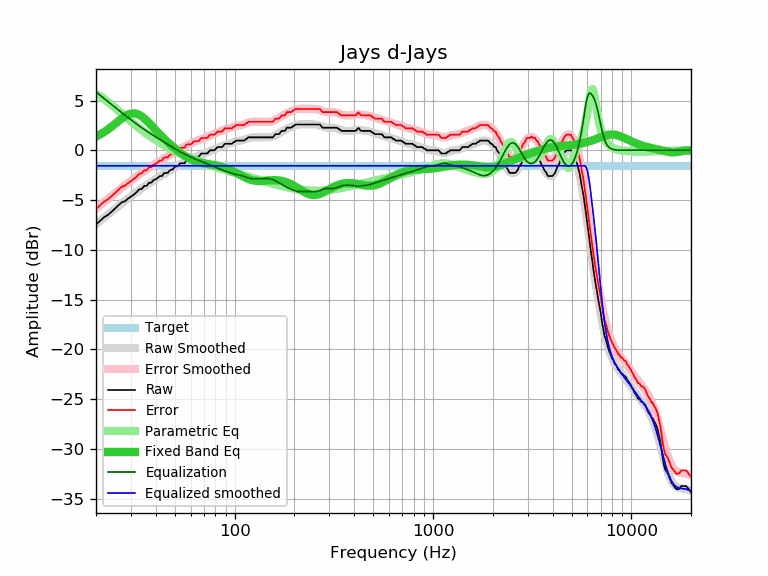 Jays d-Jays
Amplitude (dBr)
5
0
−5
−10
−15
−20
−25
−30
−35
Target
Raw Smoothed
Error Smoothed
Raw
Error
Parametric Eq
Fixed Band Eq
Equalization
Equalized smoothed
100 1000 10000
Frequency (Hz)